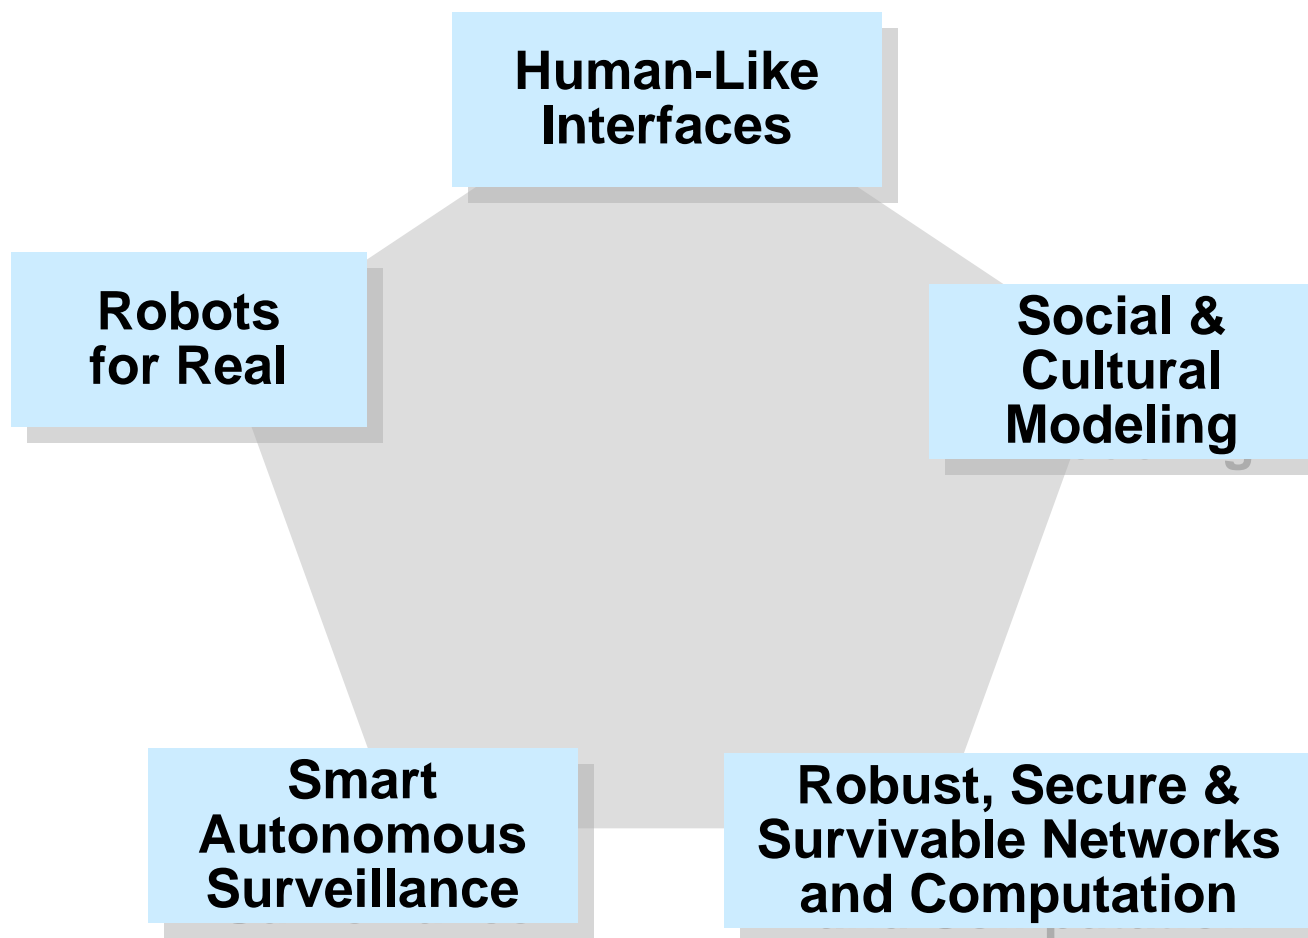 Human-Like
Interfaces
Robots
for Real
Social &
Cultural
Modeling
Smart
Autonomous
Surveillance
Robust, Secure &
Survivable Networks
and Computation